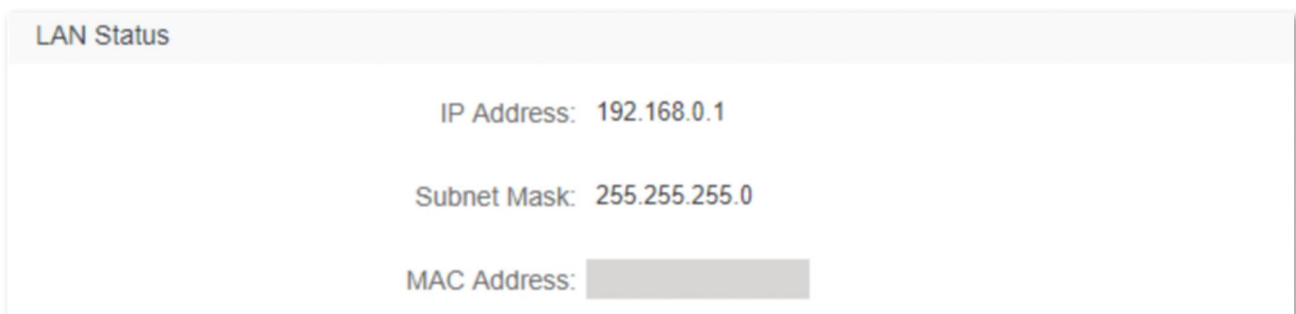 LAN Status
IP Address: 192.168.0.1
Subnet Mask: 255.255.255.0
MAC Address: